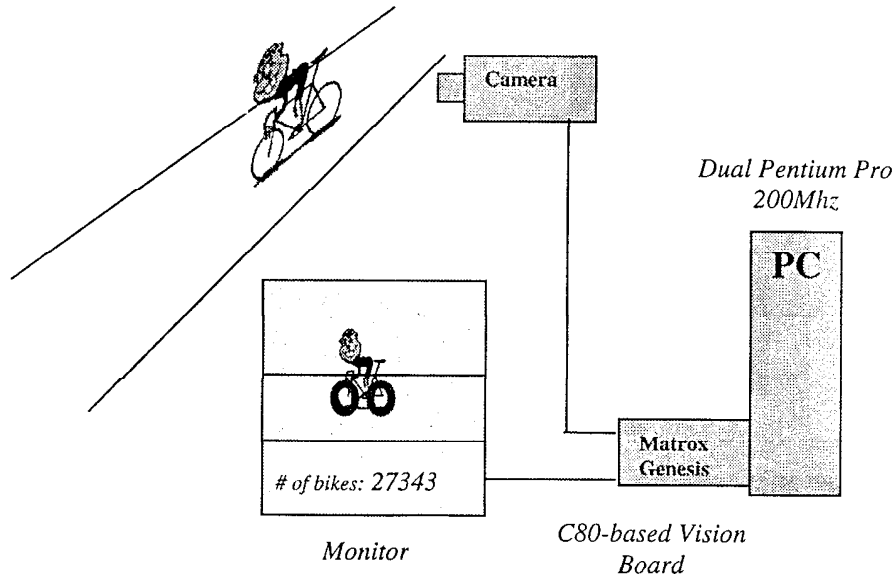 Camera
Dual Pentium Pro
200Mhz
PC
Matrox
Genesis
# of bikes: 27343
Monitor
C80-based Vision
Board